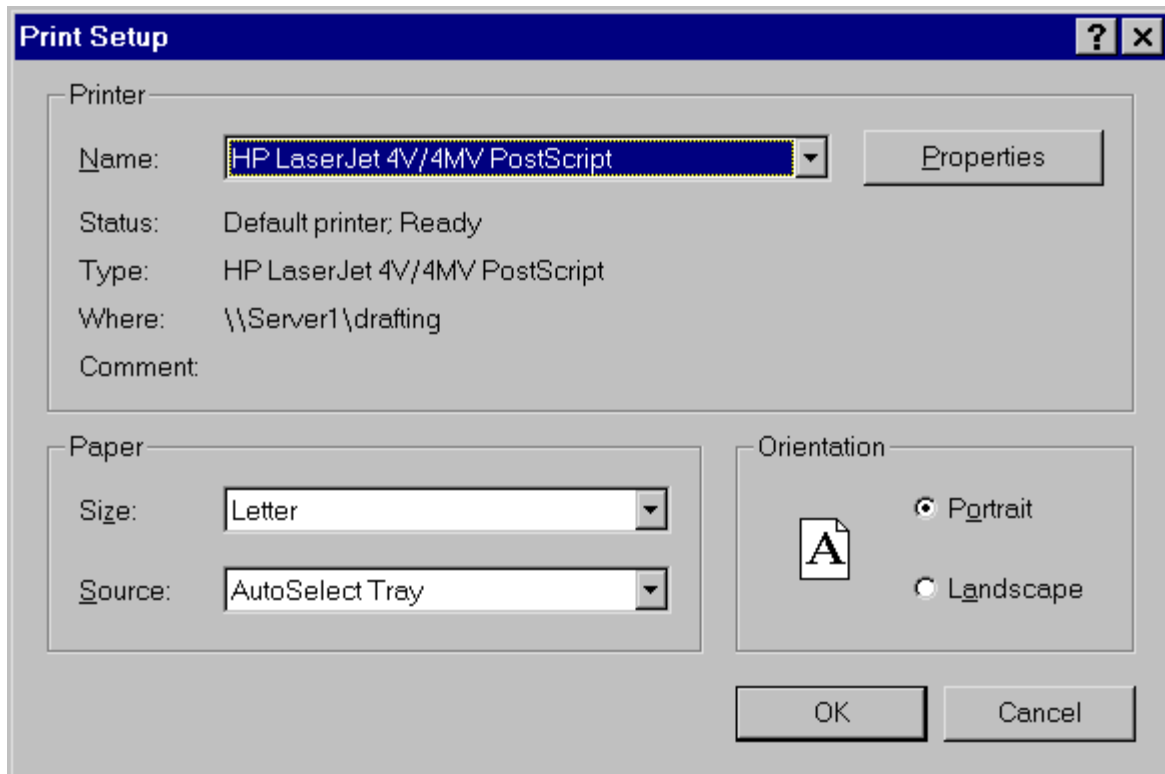 Print Setup
Printer
Name: HP LaserJet 4V/4MV PostScript Properties
Status: Default printer; Ready
Type: HP LaserJet 4V/4MV PostScript
Where: \\Server1\drafting
Comment:
Paper
Size: Letter
Source: AutoSelect Tray
Orientation
A
Portrait
Landscape
OK Cancel